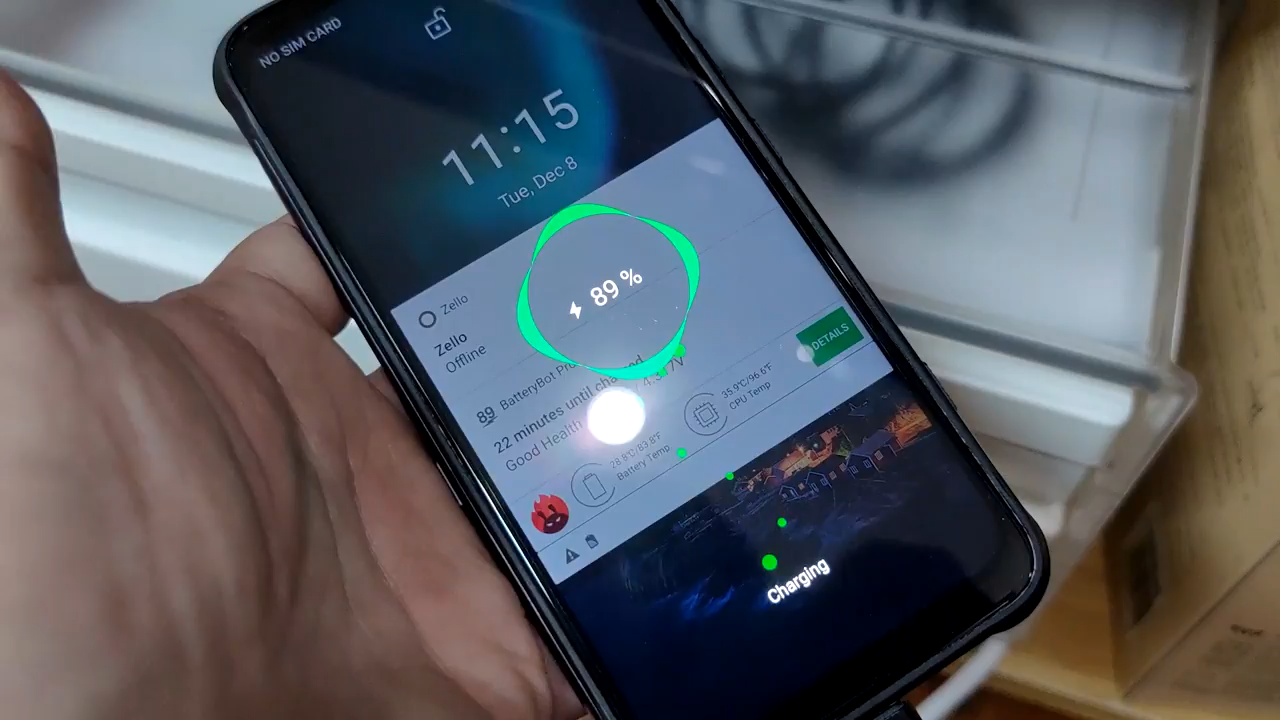 NO SIM CARD
11:15
Tue, Dec 8
89 %
Zello
Zello
Offline
89 BatteryBot Pro
22 minutes until charged
Good Health
DETAILS
28.8°C/83.8°F
Battery Temp
35.9°C/96.6°F
CPU Temp
Charging